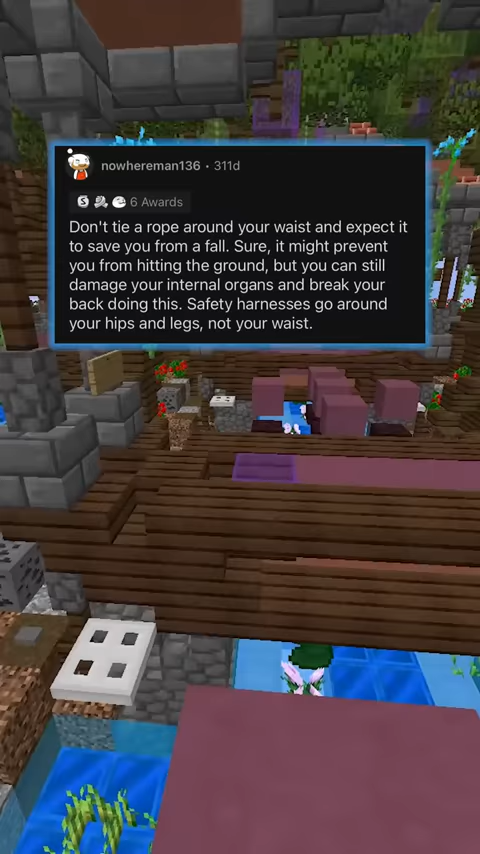 nowhereman136 · 311d
6 Awards
Don't tie a rope around your waist and expect it
to save you from a fall. Sure, it might prevent
you from hitting the ground, but you can still
damage your internal organs and break your
back doing this. Safety harnesses go around
your hips and legs, not your waist.